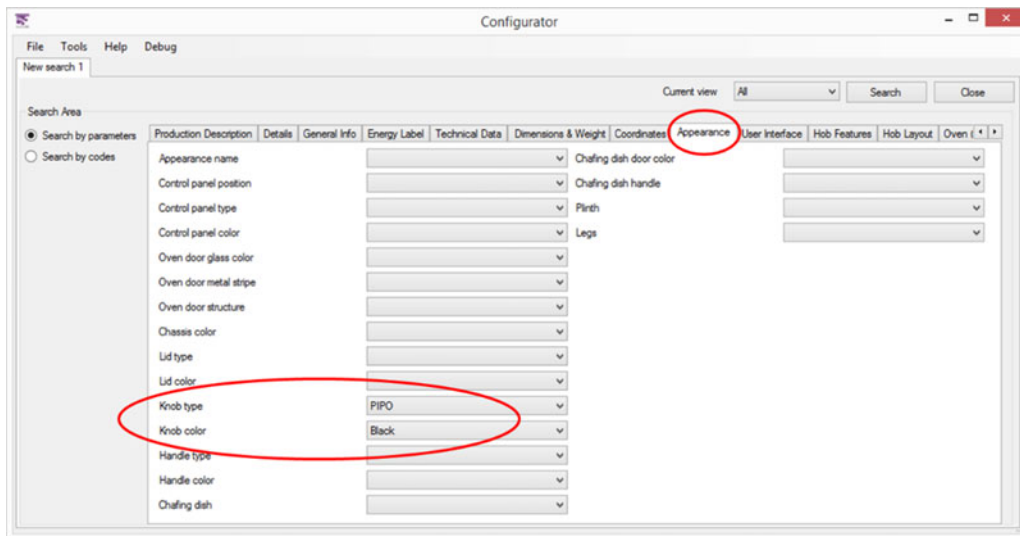 Configurator
File Tools Help Debug
New search 1
Current view All Search Close
Search Area
Search by parameters
Search by codes
Production Description Details General Info Energy Label Technical Data Dimensions & Weight Coordinates Appearance User Interface Hob Features Hob Layout Oven
Appearance name Chafing dish door color
Control panel position Chafing dish handle
Control panel type Plinth
Control panel color Legs
Oven door glass color
Oven door metal stripe
Oven door structure
Chassis color
Lid type
Lid color
Knob type PIPO
Knob color Black
Handle type
Handle color
Chafing dish